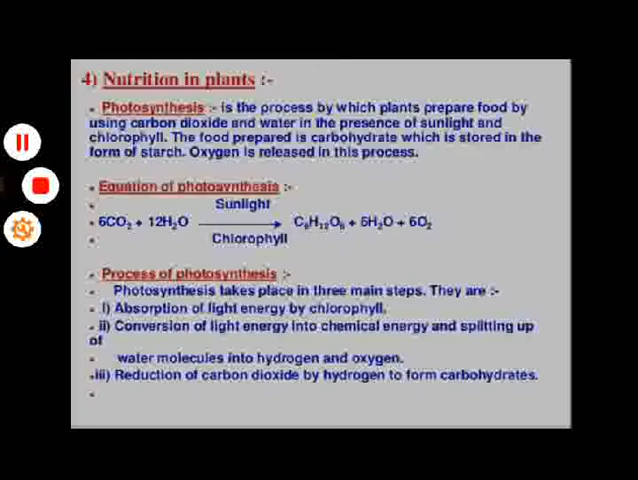 4) Nutrition in plants :-
Photosynthesis :- is the process by which plants prepare food by
using carbon dioxide and water in the presence of sunlight and
chlorophyll. The food prepared is carbohydrate which is stored in the
form of starch. Oxygen is released in this process.
Equation of photosynthesis :-
Sunlight
6CO₂ + 12H₂O ⟶ C₆H₁₂O₆ + 6H₂O + 6O₂
Chlorophyll
Process of photosynthesis :-
Photosynthesis takes place in three main steps. They are :-
i) Absorption of light energy by chlorophyll.
ii) Conversion of light energy into chemical energy and splitting up
of
water molecules into hydrogen and oxygen.
iii) Reduction of carbon dioxide by hydrogen to form carbohydrates.